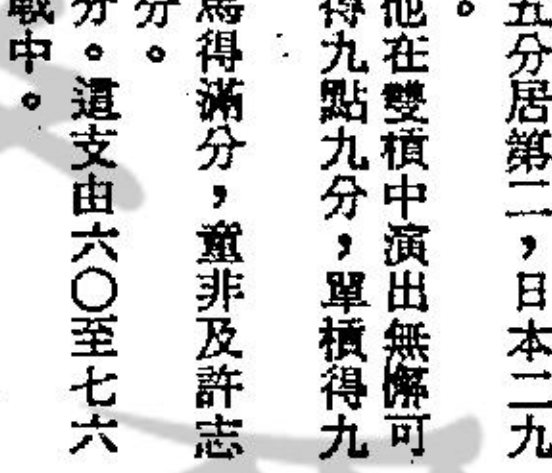 五分居第二，日本二九
。
他在雙槓中演出無懈可
得九點九分，單槓得九
馬得滿分，童非及許志
分。
分。這支由六〇至七六
戰中。